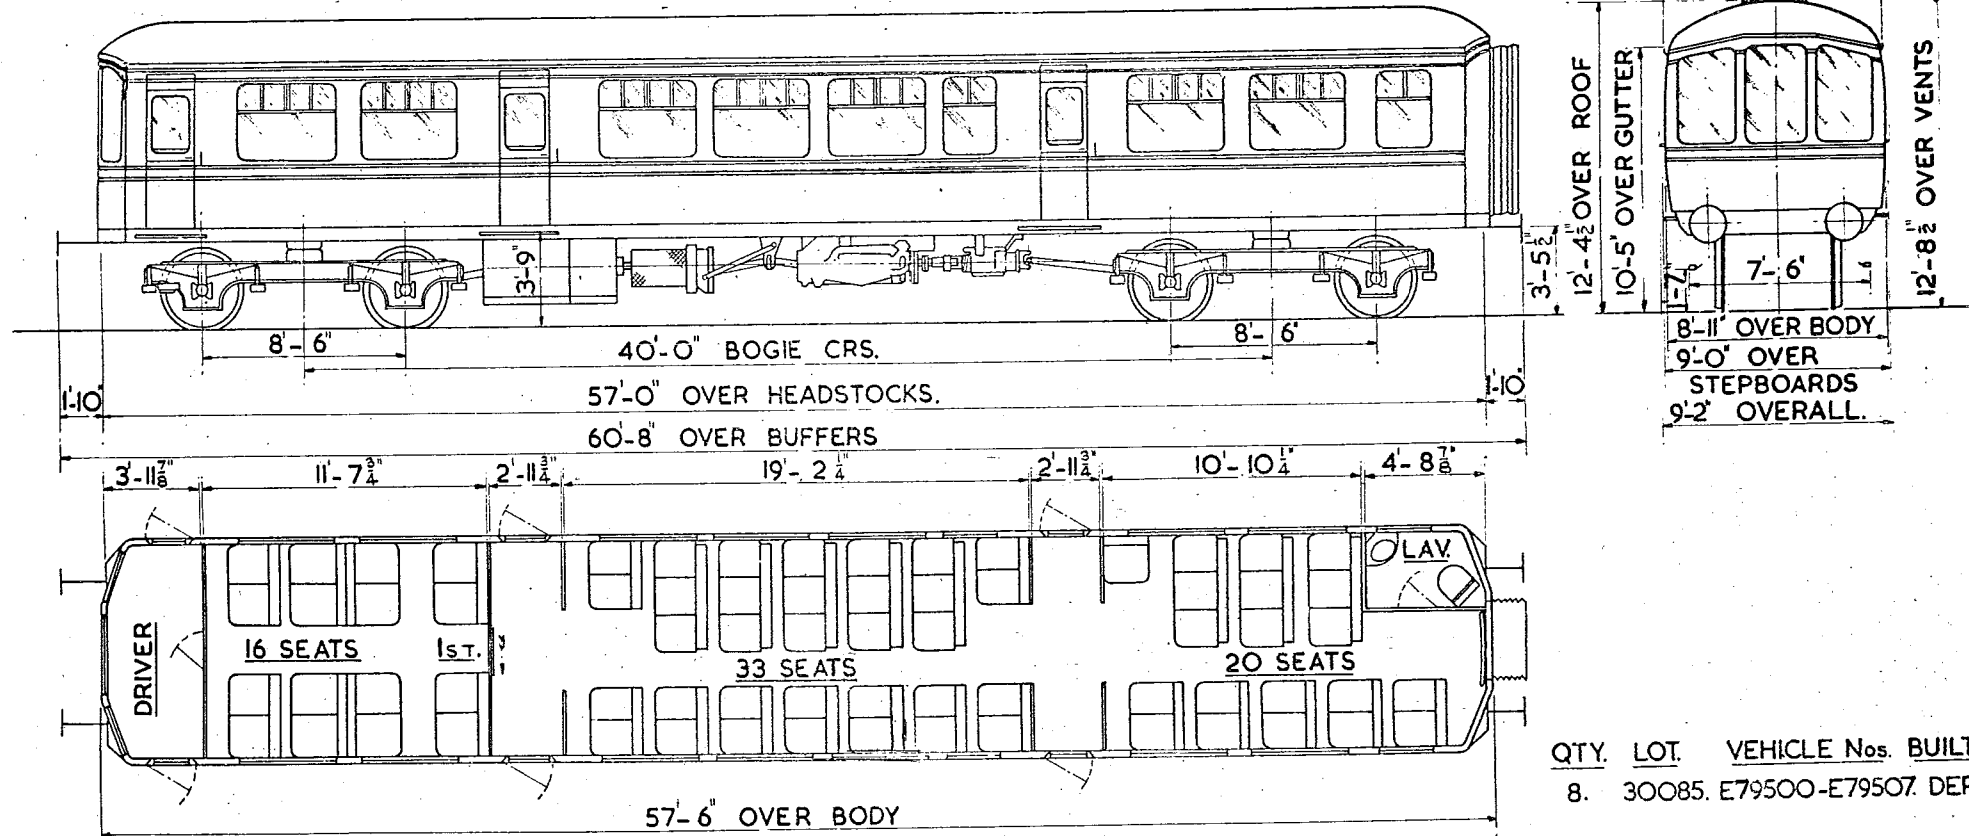 3'-9"
8'-6"
40'-0" BOGIE CRS.
8'-6"
3'-5½"
1'-10"
57'-0" OVER HEADSTOCKS.
1'-10"
60'-8" OVER BUFFERS
12'-4½" OVER ROOF
10'-5" OVER GUTTER
12'-8½" OVER VENTS
7'-6"
8'-11" OVER BODY
9'-0" OVER
STEPBOARDS
9'-2" OVERALL.
3'-11⅞"
11'-7¾"
2'-11¾"
19'-2¼"
2'-11¾"
10'-10¼"
4'-8⅞"
LAV.
DRIVER
16 SEATS
1ST.
33 SEATS
20 SEATS
57'-6" OVER BODY
QTY. LOT. VEHICLE Nos. BUILT
8. 30085. E79500-E79507. DER